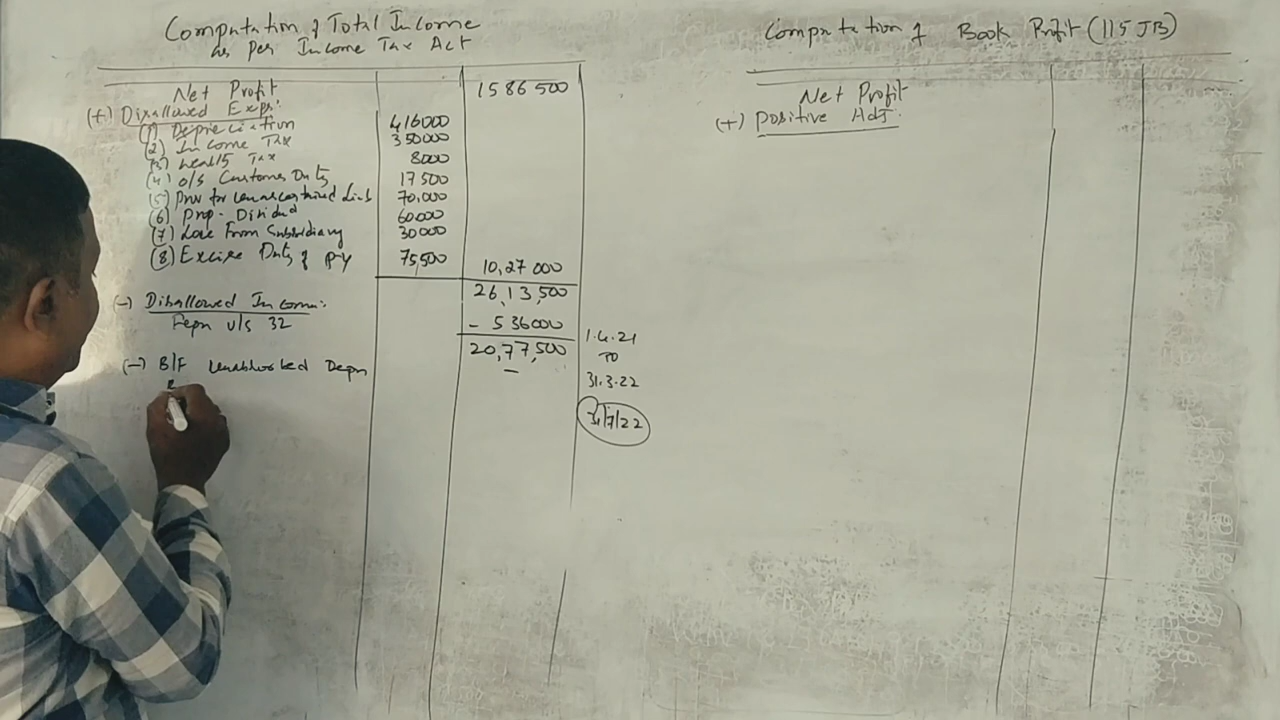 Computation of Total Income
as per Income Tax Act
Net Profit 1586500
(+) Disallowed Exps:
(1) Depreciation 416000
(2) Income Tax 350000
(3) Wealth Tax 8000
(4) O/s Customs Duty 17500
(5) Prov for Unascertained Liab 70,000
(6) Prop. Dividend 60000
(7) Loss From Subsidiary 30000
(8) Excise Duty of p.y 75,500 10,27000
26,13,500
(-) Disallowed Income:
Depn u/s 32 - 536000
20,77,500
(-) B/F Unabsorbed Depn —
1.4.21
TO
31.3.22
31/7/22
Computation of Book Profit (115 JB)
Net Profit
(+) Positive Adj.